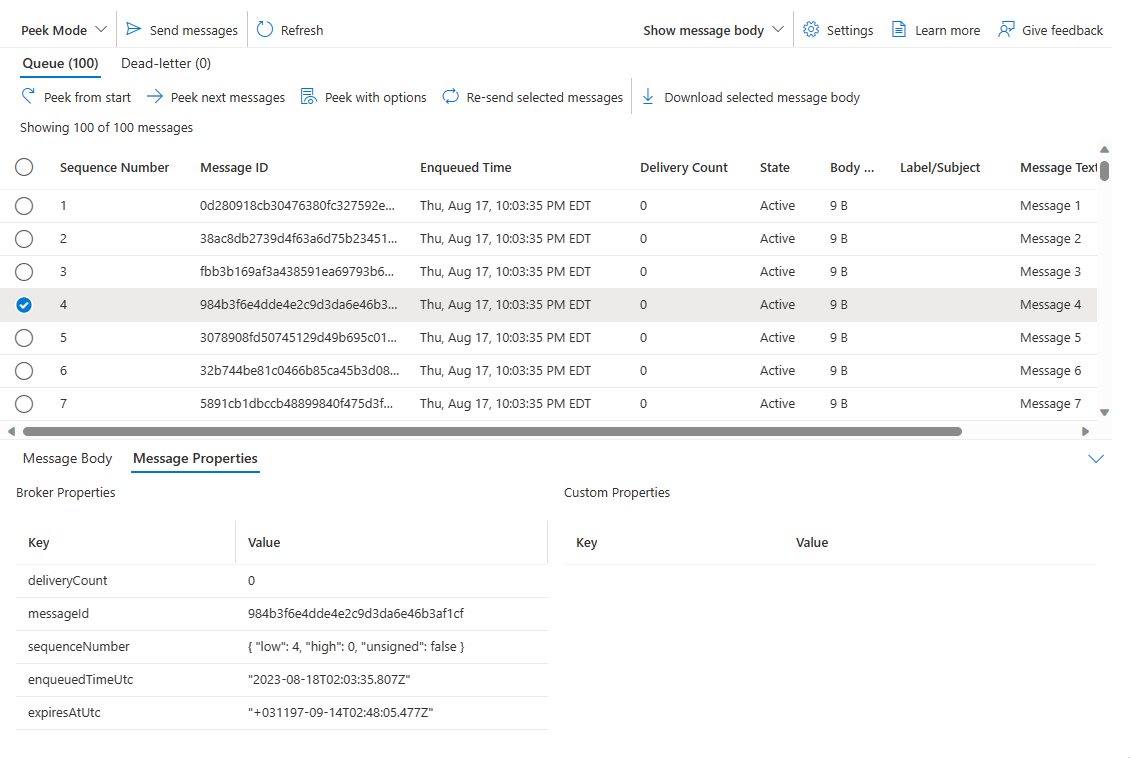 Peek Mode Send messages Refresh Show message body Settings Learn more Give feedback
Queue (100) Dead-letter (0)
Peek from start Peek next messages Peek with options Re-send selected messages Download selected message body
Showing 100 of 100 messages
Sequence Number Message ID Enqueued Time Delivery Count State Body ... Label/Subject Message Text
1 0d280918cb30476380fc327592e... Thu, Aug 17, 10:03:35 PM EDT 0 Active 9 B Message 1
2 38ac8db2739d4f63a6d75b23451... Thu, Aug 17, 10:03:35 PM EDT 0 Active 9 B Message 2
3 fbb3b169af3a438591ea69793b6... Thu, Aug 17, 10:03:35 PM EDT 0 Active 9 B Message 3
4 984b3f6e4dde4e2c9d3da6e46b3... Thu, Aug 17, 10:03:35 PM EDT 0 Active 9 B Message 4
5 3078908fd50745129d49b695c01... Thu, Aug 17, 10:03:35 PM EDT 0 Active 9 B Message 5
6 32b744be81c0466b85ca45b3d08... Thu, Aug 17, 10:03:35 PM EDT 0 Active 9 B Message 6
7 5891cb1dbccb48899840f475d3f... Thu, Aug 17, 10:03:35 PM EDT 0 Active 9 B Message 7
Message Body Message Properties
Broker Properties Custom Properties
Key Value Key Value
deliveryCount 0
messageId 984b3f6e4dde4e2c9d3da6e46b3af1cf
sequenceNumber { "low": 4, "high": 0, "unsigned": false }
enqueuedTimeUtc "2023-08-18T02:03:35.807Z"
expiresAtUtc "+031197-09-14T02:48:05.477Z"